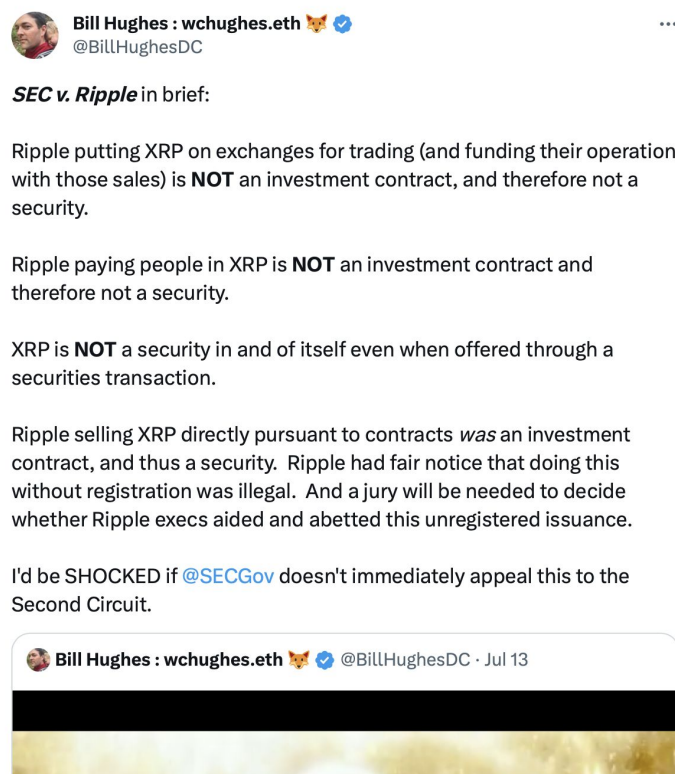 Bill Hughes : wchughes.eth 🦊
@BillHughesDC
SEC v. Ripple in brief:
Ripple putting XRP on exchanges for trading (and funding their operation
with those sales) is NOT an investment contract, and therefore not a
security.
Ripple paying people in XRP is NOT an investment contract and
therefore not a security.
XRP is NOT a security in and of itself even when offered through a
securities transaction.
Ripple selling XRP directly pursuant to contracts was an investment
contract, and thus a security.  Ripple had fair notice that doing this
without registration was illegal.  And a jury will be needed to decide
whether Ripple execs aided and abetted this unregistered issuance.
I'd be SHOCKED if @SECGov doesn't immediately appeal this to the
Second Circuit.
Bill Hughes : wchughes.eth 🦊 @BillHughesDC · Jul 13